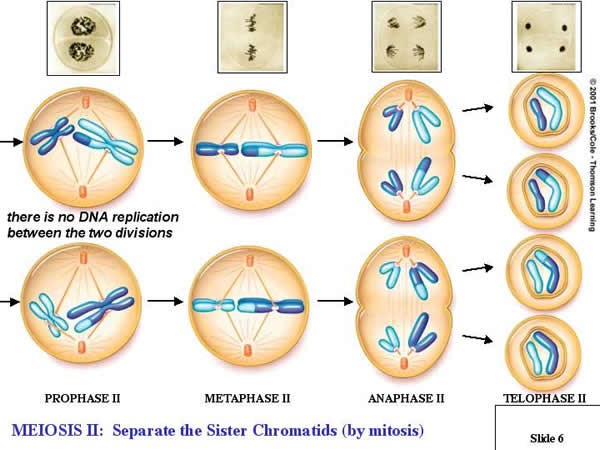 © 2001 Brooks/Cole - Thomson Learning
there is no DNA replication
between the two divisions
PROPHASE II
METAPHASE II
ANAPHASE II
TELOPHASE II
MEIOSIS II: Separate the Sister Chromatids (by mitosis)
Slide 6